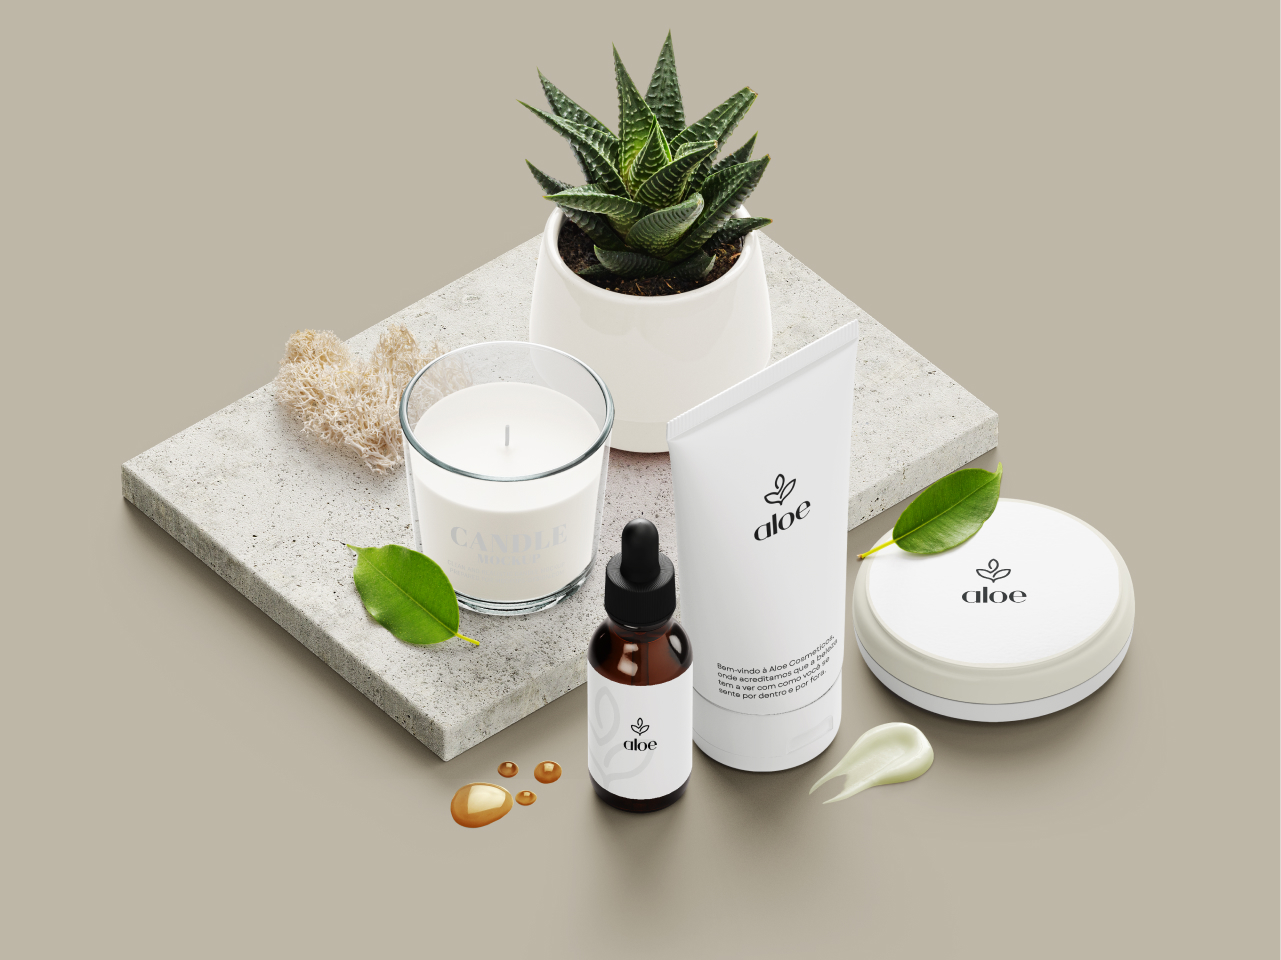 CANDLE
MOCKUP
aloe
Bem-vindo à Aloe Cosmeticos,
onde acreditamos que a beleza
tem a ver com como você se
sente por dentro e por fora.
aloe
aloe